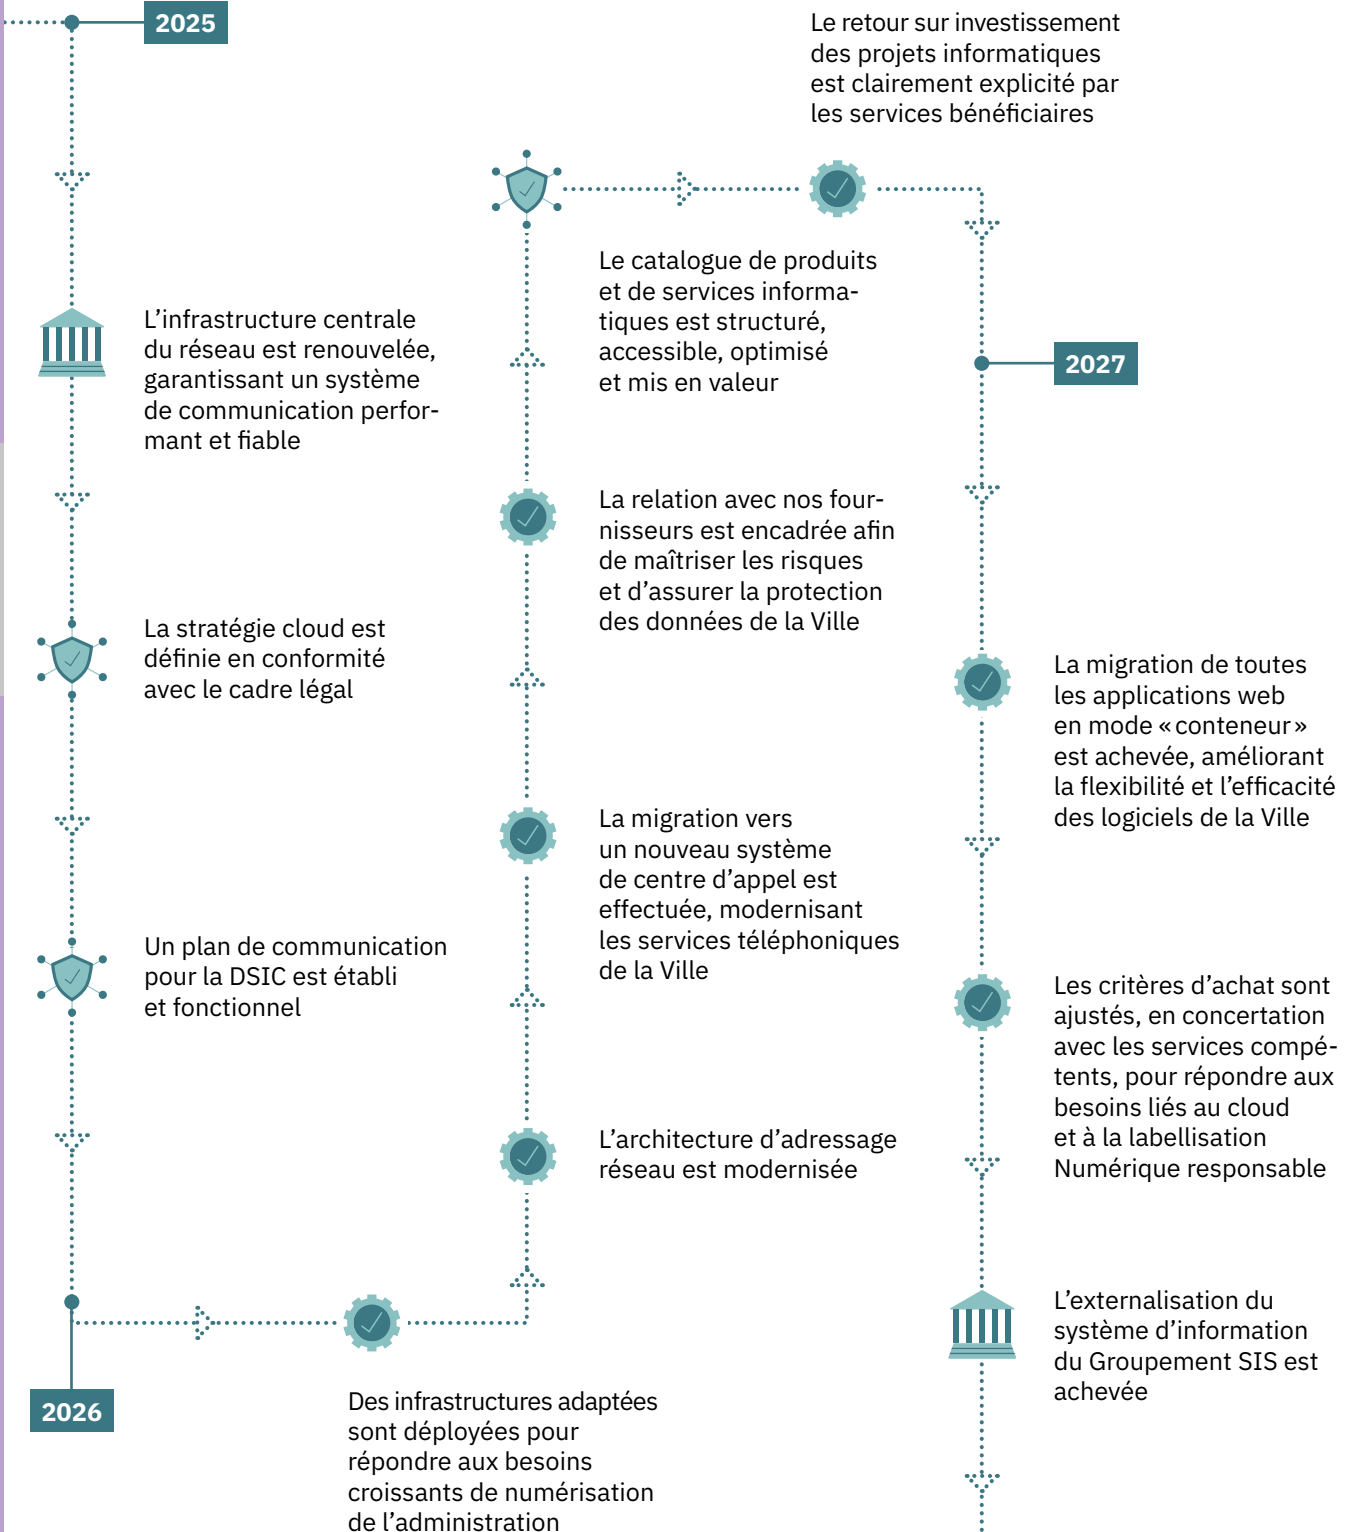 2025
L’infrastructure centrale
du réseau est renouvelée,
garantissant un système
de communication perfor-
mant et fiable
La stratégie cloud est
définie en conformité
avec le cadre légal
Un plan de communication
pour la DSIC est établi
et fonctionnel
2026
Des infrastructures adaptées
sont déployées pour
répondre aux besoins
croissants de numérisation
de l’administration
L’architecture d’adressage
réseau est modernisée
La migration vers
un nouveau système
de centre d’appel est
effectuée, modernisant
les services téléphoniques
de la Ville
La relation avec nos four-
nisseurs est encadrée afin
de maîtriser les risques
et d’assurer la protection
des données de la Ville
Le catalogue de produits
et de services informa-
tiques est structuré,
accessible, optimisé
et mis en valeur
Le retour sur investissement
des projets informatiques
est clairement explicité par
les services bénéficiaires
2027
La migration de toutes
les applications web
en mode «conteneur»
est achevée, améliorant
la flexibilité et l’efficacité
des logiciels de la Ville
Les critères d’achat sont
ajustés, en concertation
avec les services compé-
tents, pour répondre aux
besoins liés au cloud
et à la labellisation
Numérique responsable
L’externalisation du
système d’information
du Groupement SIS est
achevée